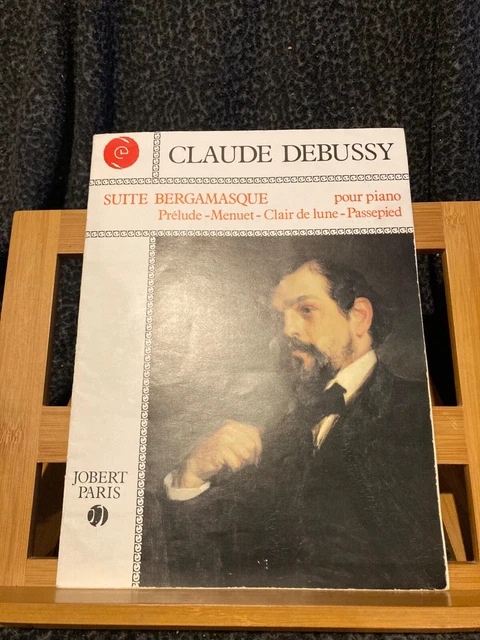 CLAUDE DEBUSSY
SUITE BERGAMASQUE pour piano
Prélude - Menuet - Clair de lune - Passepied
JOBERT
PARIS